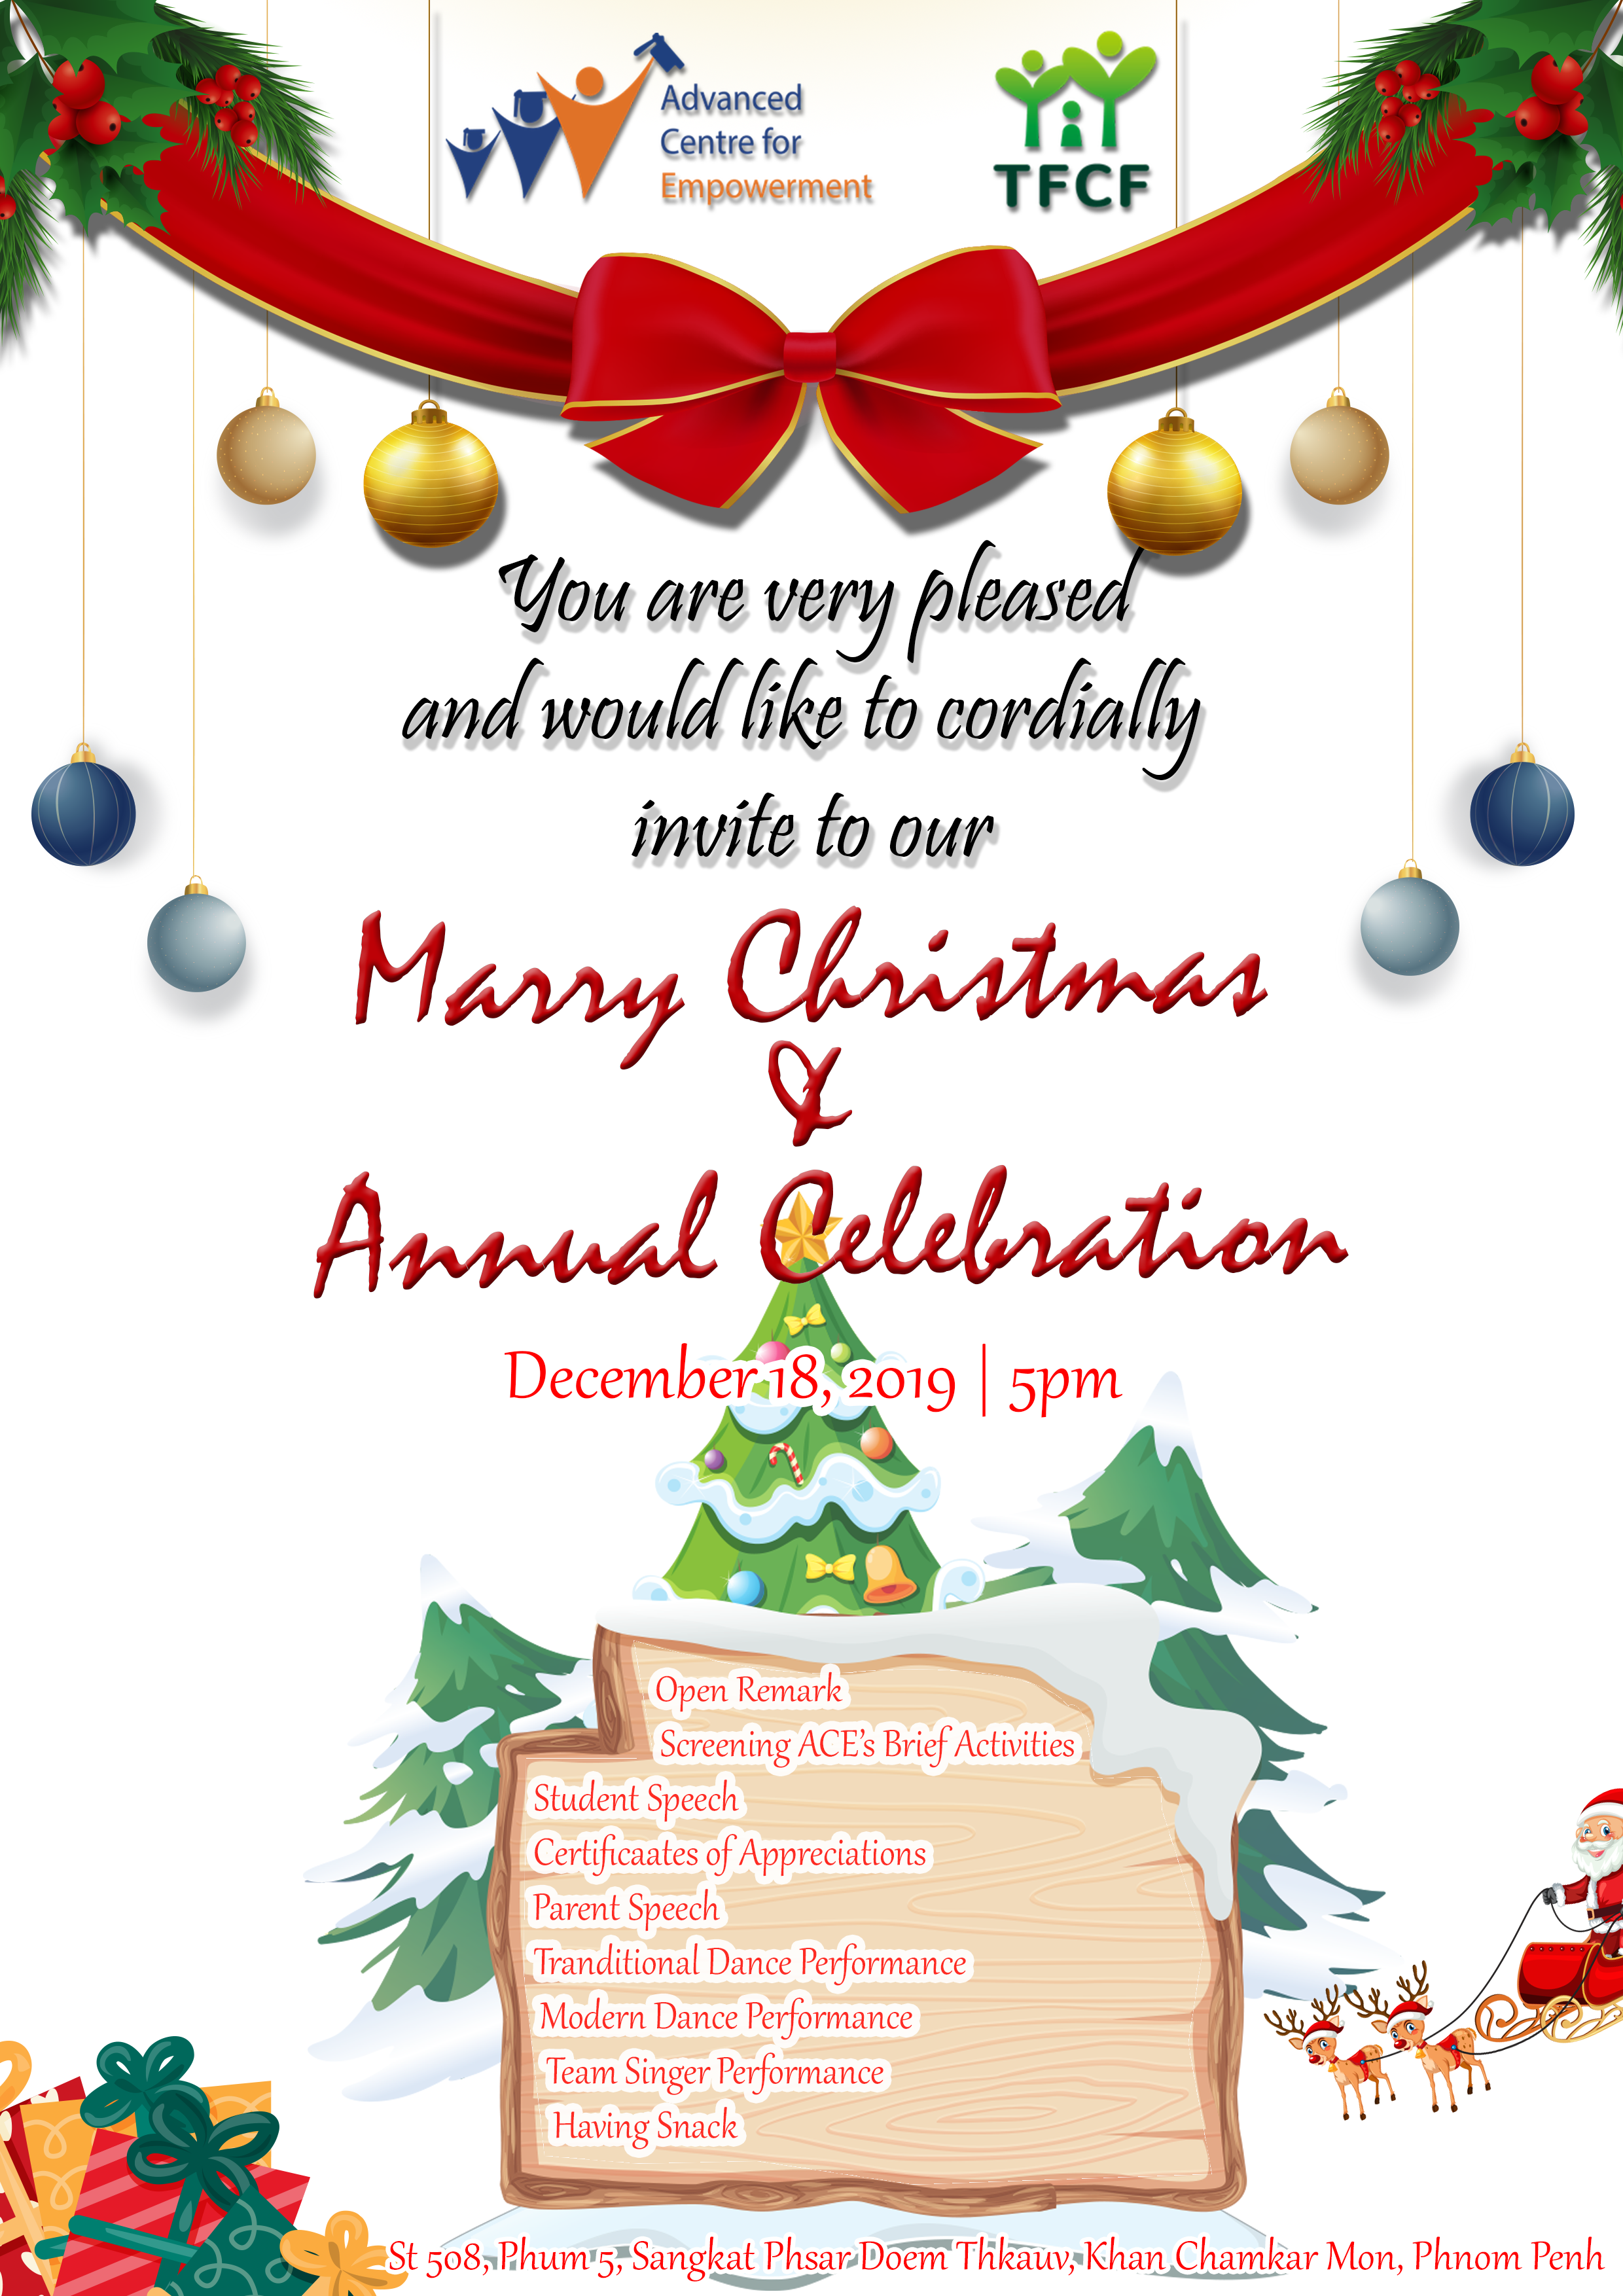 Advanced
Centre for
Empowerment
TFCF
You are very pleased
and would like to cordially
invite to our
Marry Christmas
&
Annual Celebration
December 18, 2019 | 5pm
Open Remark
Screening ACE's Brief Activities
Student Speech
Certificaates of Appreciations
Parent Speech
Tranditional Dance Performance
Modern Dance Performance
Team Singer Performance
Having Snack
St 508, Phum 5, Sangkat Phsar Doem Thkauv, Khan Chamkar Mon, Phnom Penh